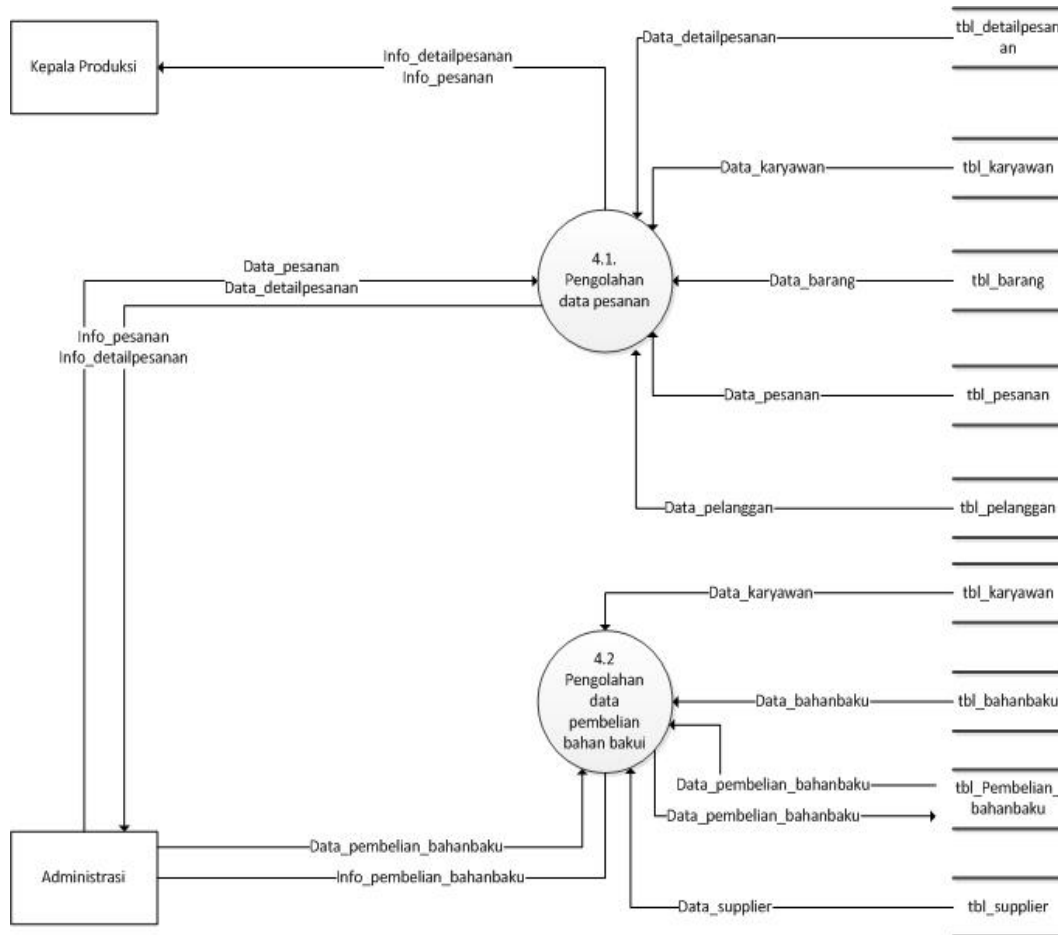 tbl_detailpesan
an
Data_detailpesanan
Info_detailpesanan
Info_pesanan
Kepala Produksi
Data_karyawan
tbl_karyawan
4.1.
Pengolahan
data pesanan
Data_pesanan
Data_detailpesanan
Data_barang
tbl_barang
Info_pesanan
Info_detailpesanan
Data_pesanan
tbl_pesanan
Data_pelanggan
tbl_pelanggan
Data_karyawan
tbl_karyawan
4.2
Pengolahan
data
pembelian
bahan bakui
Data_bahanbaku
tbl_bahanbaku
Data_pembelian_bahanbaku
Data_pembelian_bahanbaku
tbl_Pembelian_
bahanbaku
Data_pembelian_bahanbaku
Info_pembelian_bahanbaku
Administrasi
Data_supplier
tbl_supplier